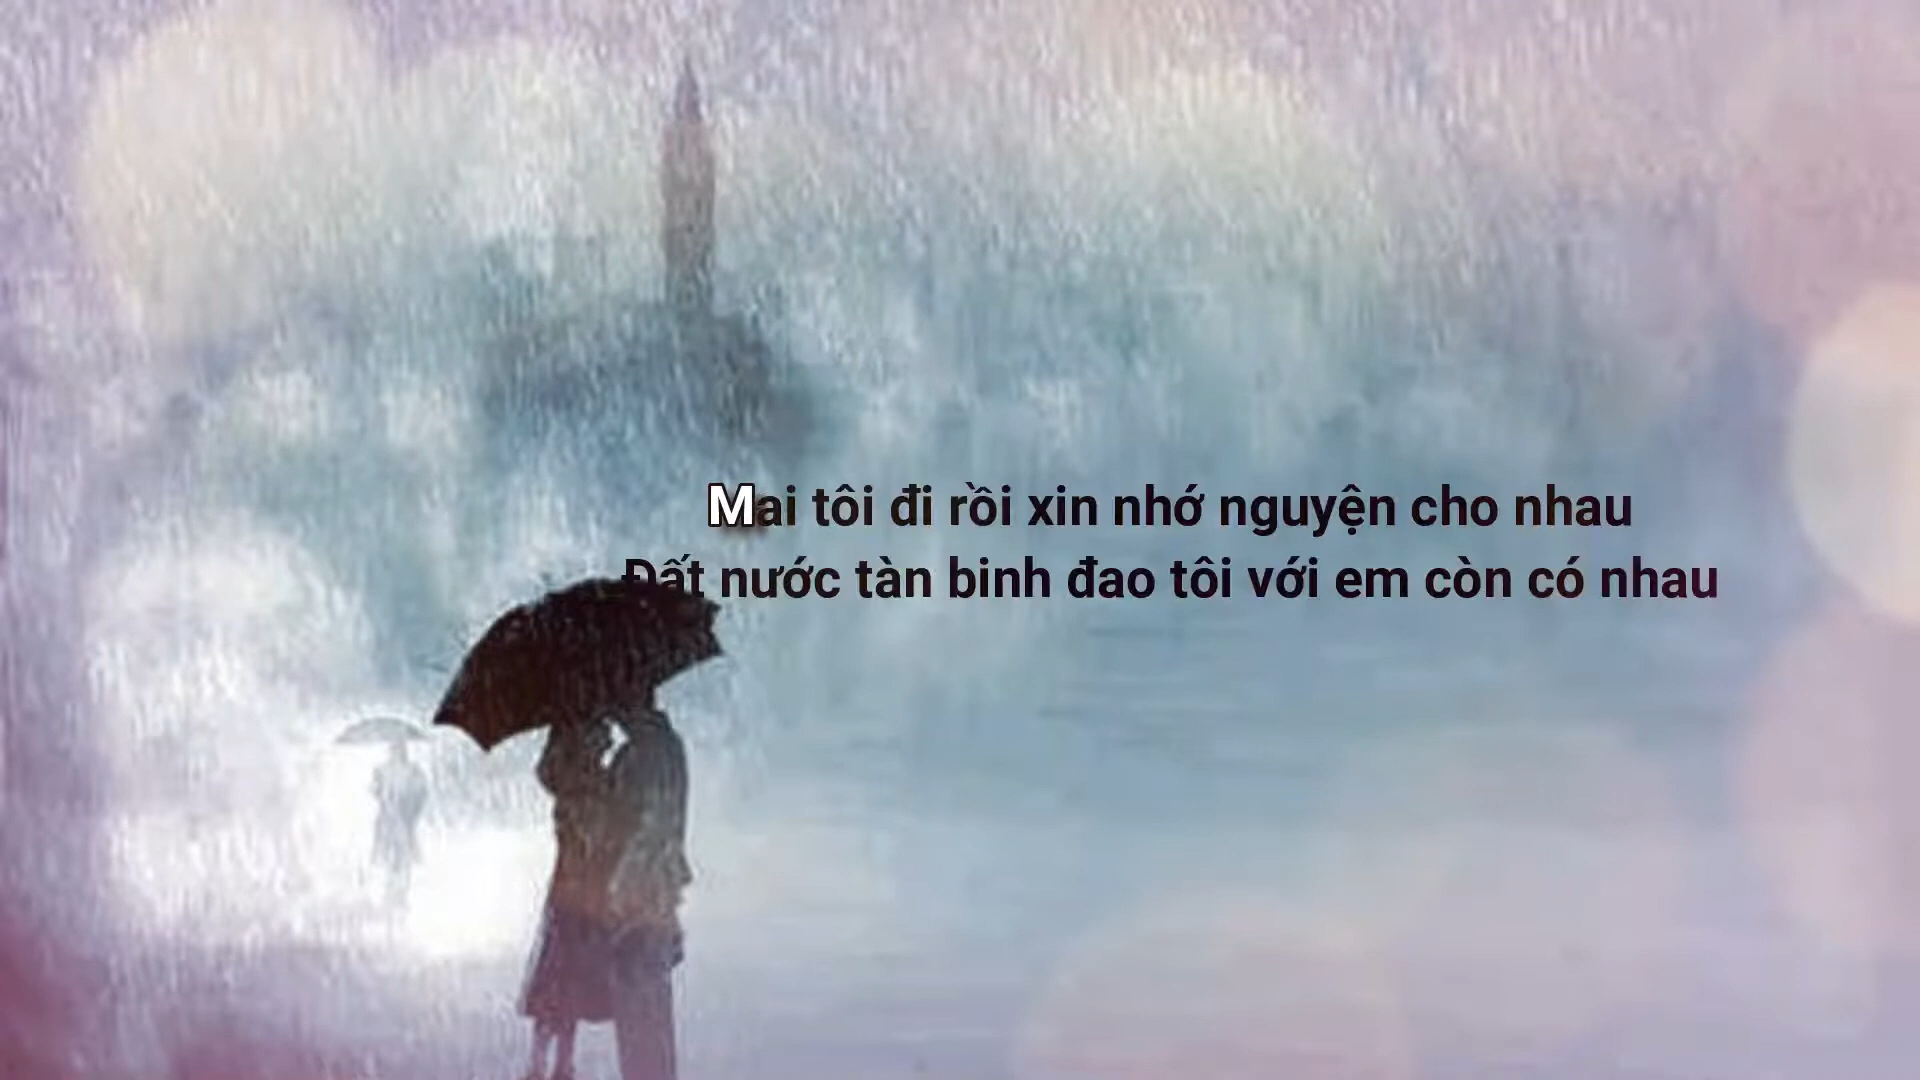 Mai tôi đi rồi xin nhớ nguyện cho nhau
Đất nước tàn binh đao tôi với em còn có nhau